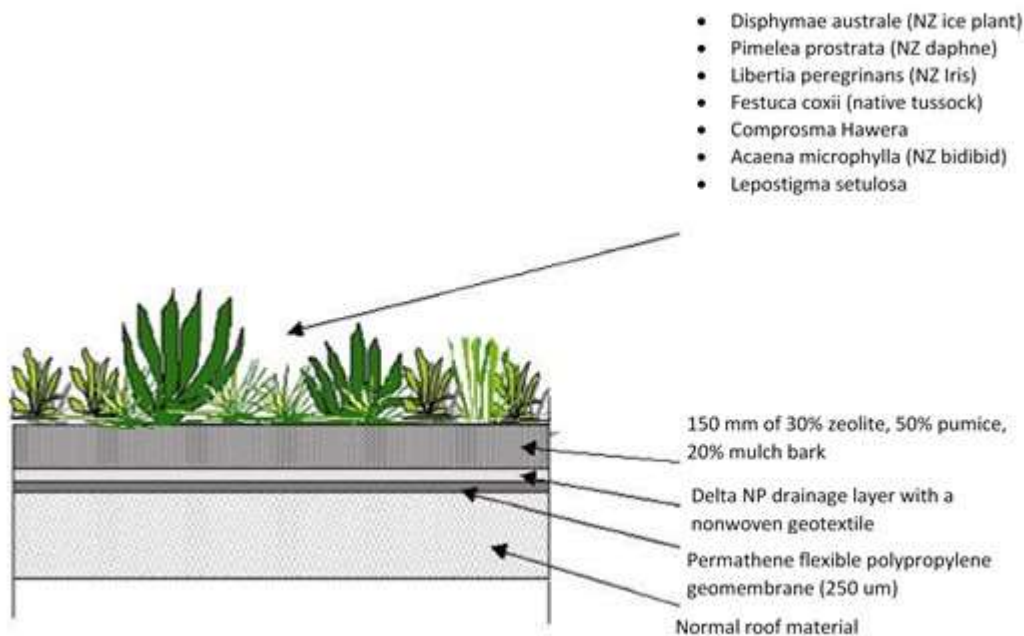 • Disphymae australe (NZ ice plant)
• Pimelea prostrata (NZ daphne)
• Libertia peregrinans (NZ Iris)
• Festuca coxii (native tussock)
• Comprosma Hawera
• Acaena microphylla (NZ bidibid)
• Lepostigma setulosa
150 mm of 30% zeolite, 50% pumice,
20% mulch bark
Delta NP drainage layer with a
nonwoven geotextile
Permathene flexible polypropylene
geomembrane (250 um)
Normal roof material